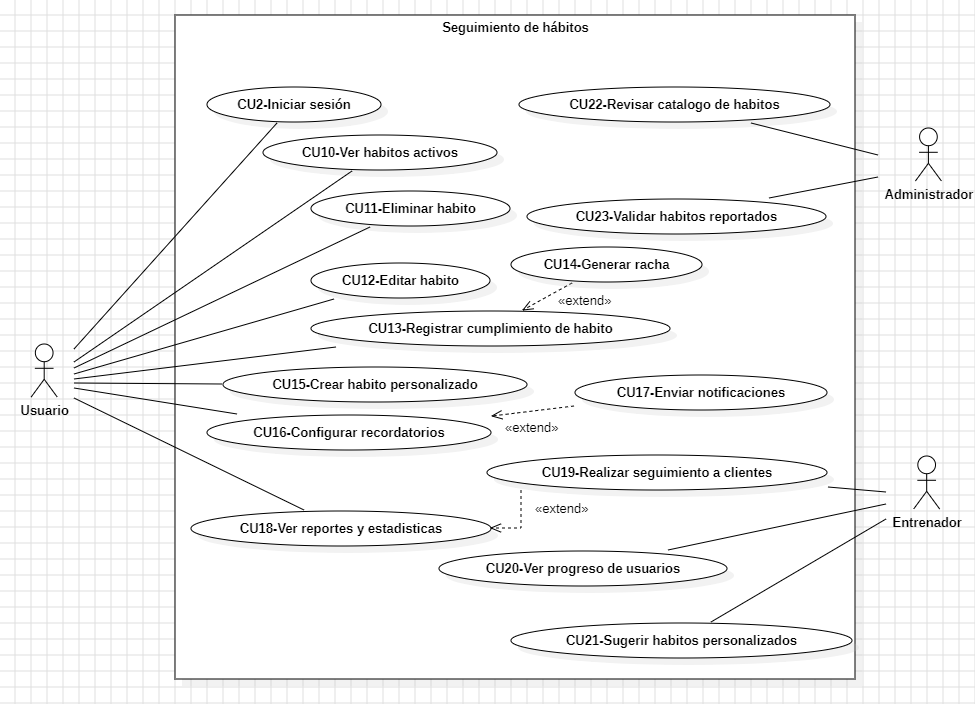 Seguimiento de hábitos
CU2-Iniciar sesión
CU22-Revisar catalogo de habitos
CU10-Ver habitos activos
Administrador
CU11-Eliminar habito
CU23-Validar habitos reportados
CU14-Generar racha
CU12-Editar habito
«extend»
CU13-Registrar cumplimiento de habito
CU15-Crear habito personalizado
CU17-Enviar notificaciones
Usuario
«extend»
CU16-Configurar recordatorios
CU19-Realizar seguimiento a clientes
«extend»
Entrenador
CU18-Ver reportes y estadisticas
CU20-Ver progreso de usuarios
CU21-Sugerir habitos personalizados